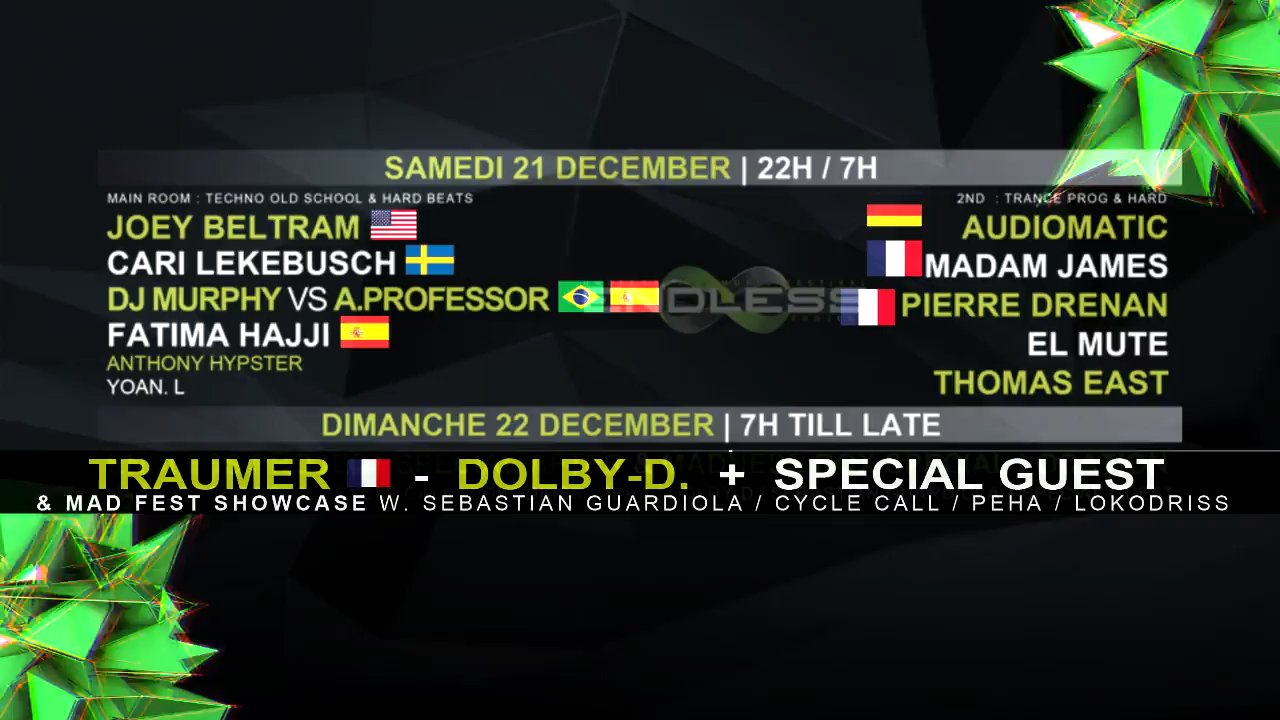 SAMEDI 21 DECEMBER | 22H / 7H
MAIN ROOM : TECHNO OLD SCHOOL & HARD BEATS
JOEY BELTRAM
CARI LEKEBUSCH
DJ MURPHY VS A.PROFESSOR
FATIMA HAJJI
ANTHONY HYPSTER
YOAN. L
2ND : TRANCE PROG & HARD
AUDIOMATIC
MADAM JAMES
PIERRE DRENAN
EL MUTE
THOMAS EAST
DIMANCHE 22 DECEMBER | 7H TILL LATE
TRAUMER - DOLBY-D. + SPECIAL GUEST
& MAD FEST SHOWCASE W. SEBASTIAN GUARDIOLA / CYCLE CALL / PEHA / LOKODRISS